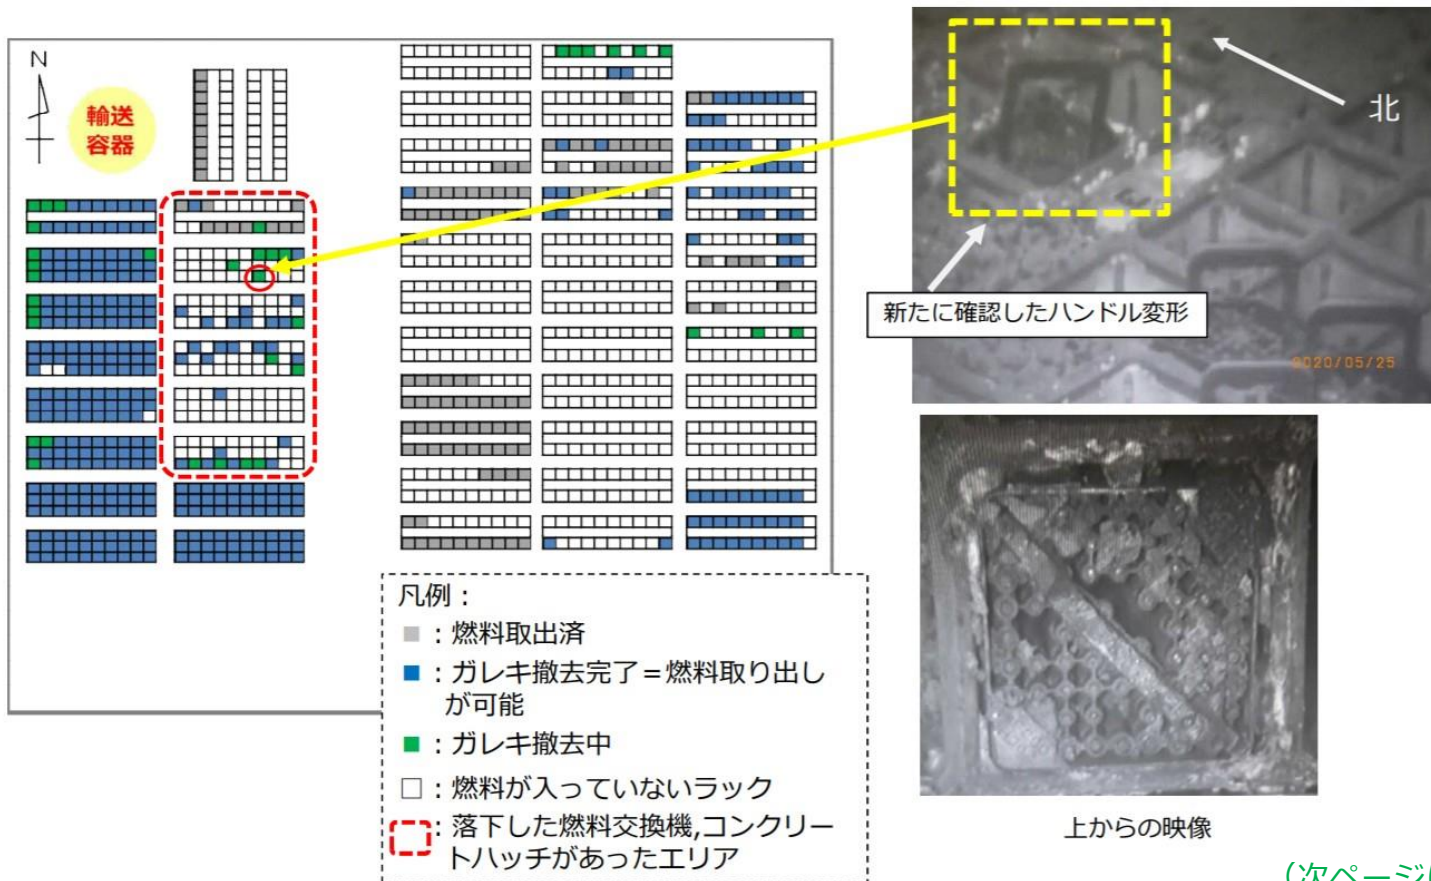 N
輸送
容器
北
新たに確認したハンドル変形
2020/05/25
凡例：
■：燃料取出済
■：ガレキ撤去完了＝燃料取り出し
が可能
■：ガレキ撤去中
□：燃料が入っていないラック
：落下した燃料交換機,コンクリー
トハッチがあったエリア
上からの映像
（次ページ